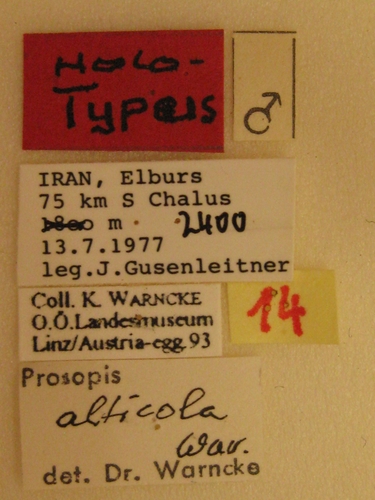 HOLO-
TYPUS
♂
IRAN, Elburs
75 km S Chalus
1800 m 2400
13.7.1977
leg.J.Gusenleitner
Coll. K. WARNCKE
O.Ö.Landesmuseum
Linz/Austria-egg.93
14
Prosopis
alticola
War.
det. Dr. Warncke